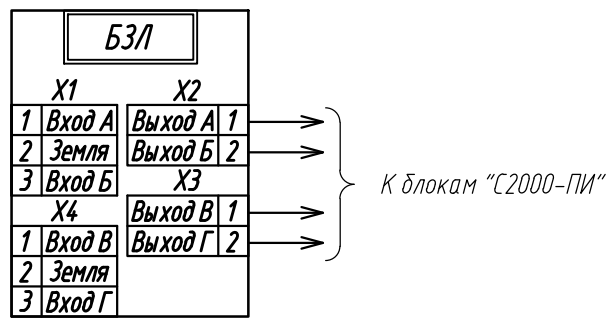 БЗЛ
X1 X2
1 Вход А Выход А 1
2 Земля Выход Б 2
3 Вход Б X3
X4 Выход В 1
1 Вход В Выход Г 2
2 Земля
3 Вход Г
К блокам "С2000-ПИ"